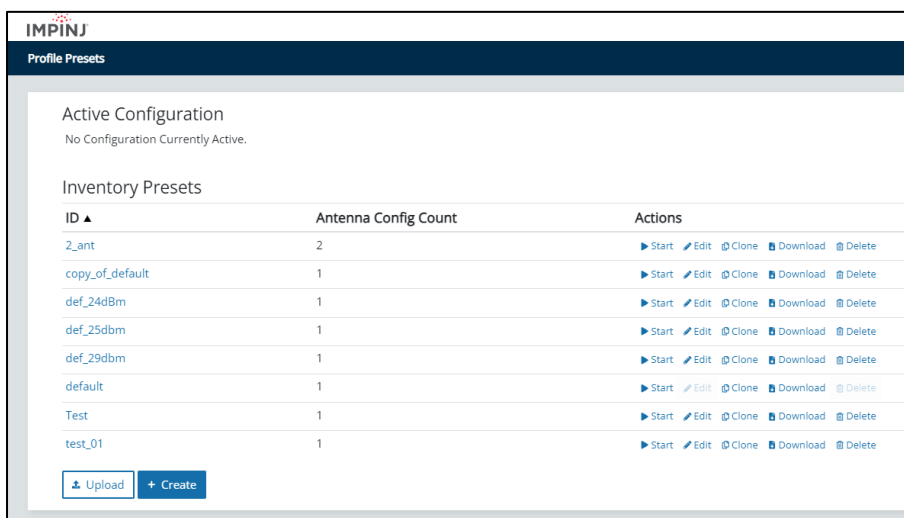 IMPINJ
Profile Presets
Active Configuration
No Configuration Currently Active.
Inventory Presets
ID ▲ Antenna Config Count Actions
2_ant 2 Start Edit Clone Download Delete
copy_of_default 1 Start Edit Clone Download Delete
def_24dBm 1 Start Edit Clone Download Delete
def_25dbm 1 Start Edit Clone Download Delete
def_29dbm 1 Start Edit Clone Download Delete
default 1 Start Edit Clone Download Delete
Test 1 Start Edit Clone Download Delete
test_01 1 Start Edit Clone Download Delete
Upload + Create